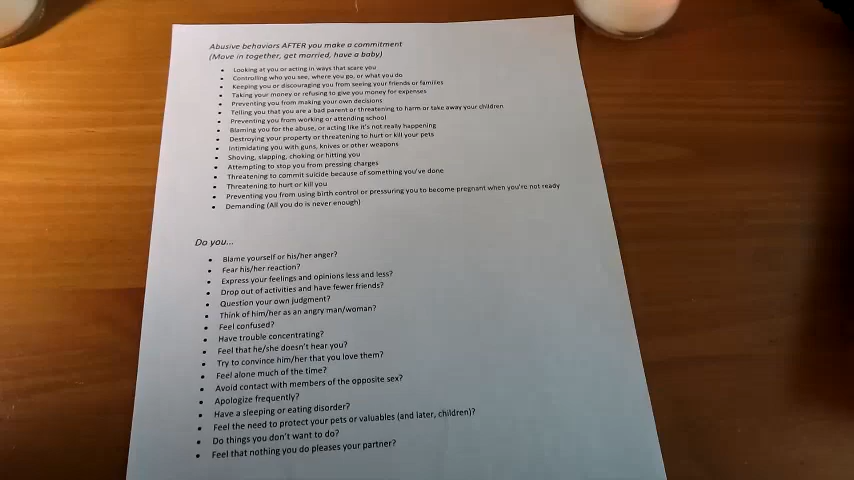 Abusive behaviors AFTER you make a commitment
(Move in together, get married, have a baby)
• Looking at you or acting in ways that scare you
• Controlling who you see, where you go, or what you do
• Keeping you or discouraging you from seeing your friends or families
• Taking your money or refusing to give you money for expenses
• Preventing you from making your own decisions
• Telling you that you are a bad parent or threatening to harm or take away your children
• Preventing you from working or attending school
• Blaming you for the abuse, or acting like it's not really happening
• Destroying your property or threatening to hurt or kill your pets
• Intimidating you with guns, knives or other weapons
• Shoving, slapping, choking or hitting you
• Attempting to stop you from pressing charges
• Threatening to commit suicide because of something you've done
• Threatening to hurt or kill you
• Preventing you from using birth control or pressuring you to become pregnant when you're not ready
• Demanding (All you do is never enough)
Do you...
• Blame yourself or his/her anger?
• Fear his/her reaction?
• Express your feelings and opinions less and less?
• Drop out of activities and have fewer friends?
• Question your own judgment?
• Think of him/her as an angry man/woman?
• Feel confused?
• Have trouble concentrating?
• Feel that he/she doesn't hear you?
• Try to convince him/her that you love them?
• Feel alone much of the time?
• Avoid contact with members of the opposite sex?
• Apologize frequently?
• Have a sleeping or eating disorder?
• Feel the need to protect your pets or valuables (and later, children)?
• Do things you don't want to do?
• Feel that nothing you do pleases your partner?